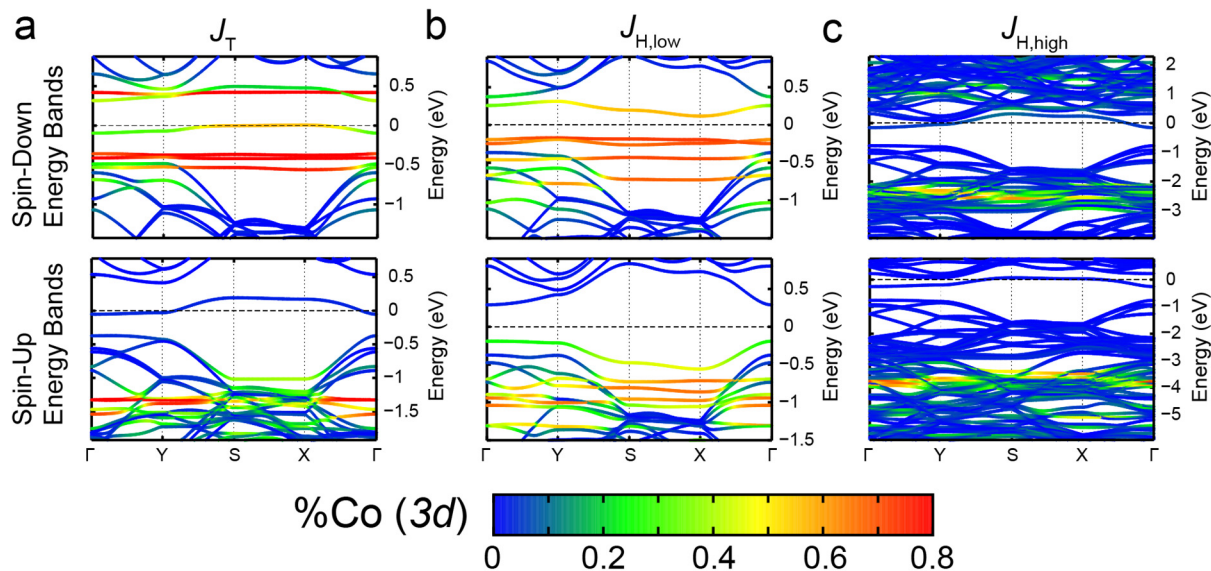 a
J_T
b
J_H,low
c
J_H,high
Spin-Down
Energy Bands
0.5
0
−0.5
−1
Energy (eV)
0.5
0
−0.5
−1
Energy (eV)
2
1
0
−1
−2
−3
Energy (eV)
Spin-Up
Energy Bands
0.5
0
−0.5
−1
−1.5
Energy (eV)
0.5
0
−0.5
−1
−1.5
Energy (eV)
0
−1
−2
−3
−4
−5
Energy (eV)
Γ Y S X Γ
Γ Y S X Γ
Γ Y S X Γ
%Co (3d)
0 0.2 0.4 0.6 0.8